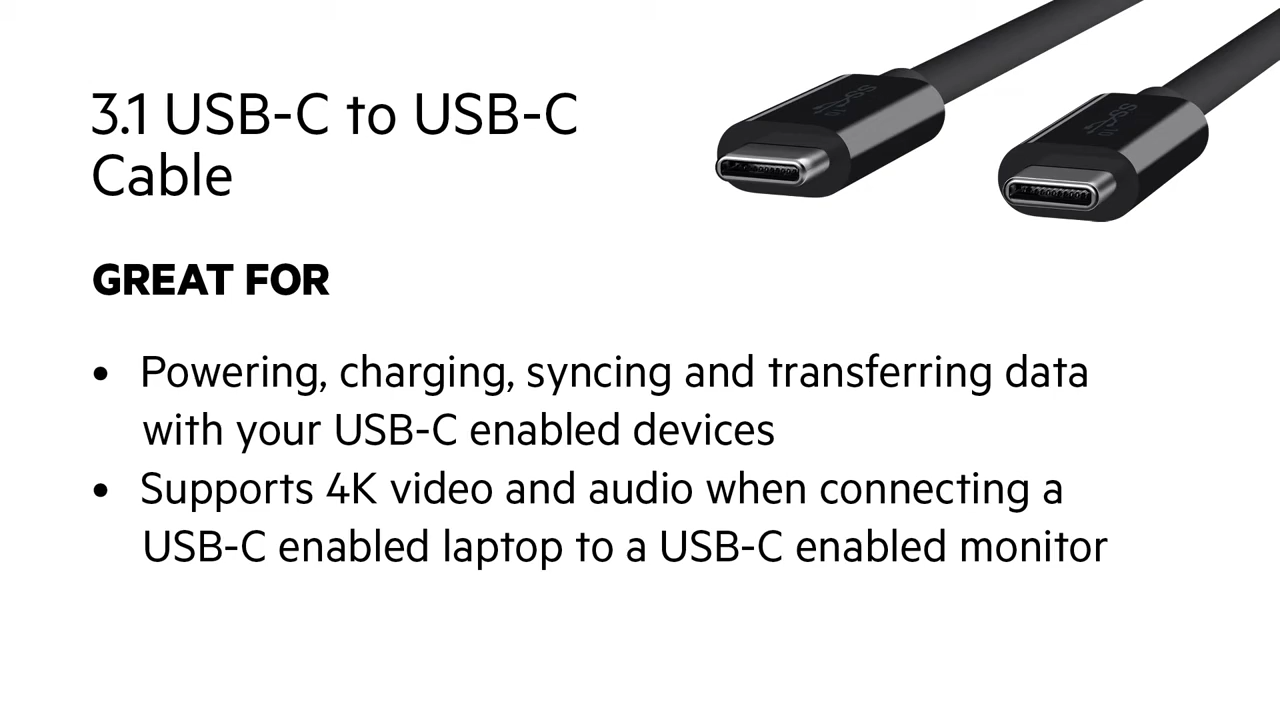 3.1 USB-C to USB-C
Cable
GREAT FOR
• Powering, charging, syncing and transferring data
with your USB-C enabled devices
• Supports 4K video and audio when connecting a
USB-C enabled laptop to a USB-C enabled monitor